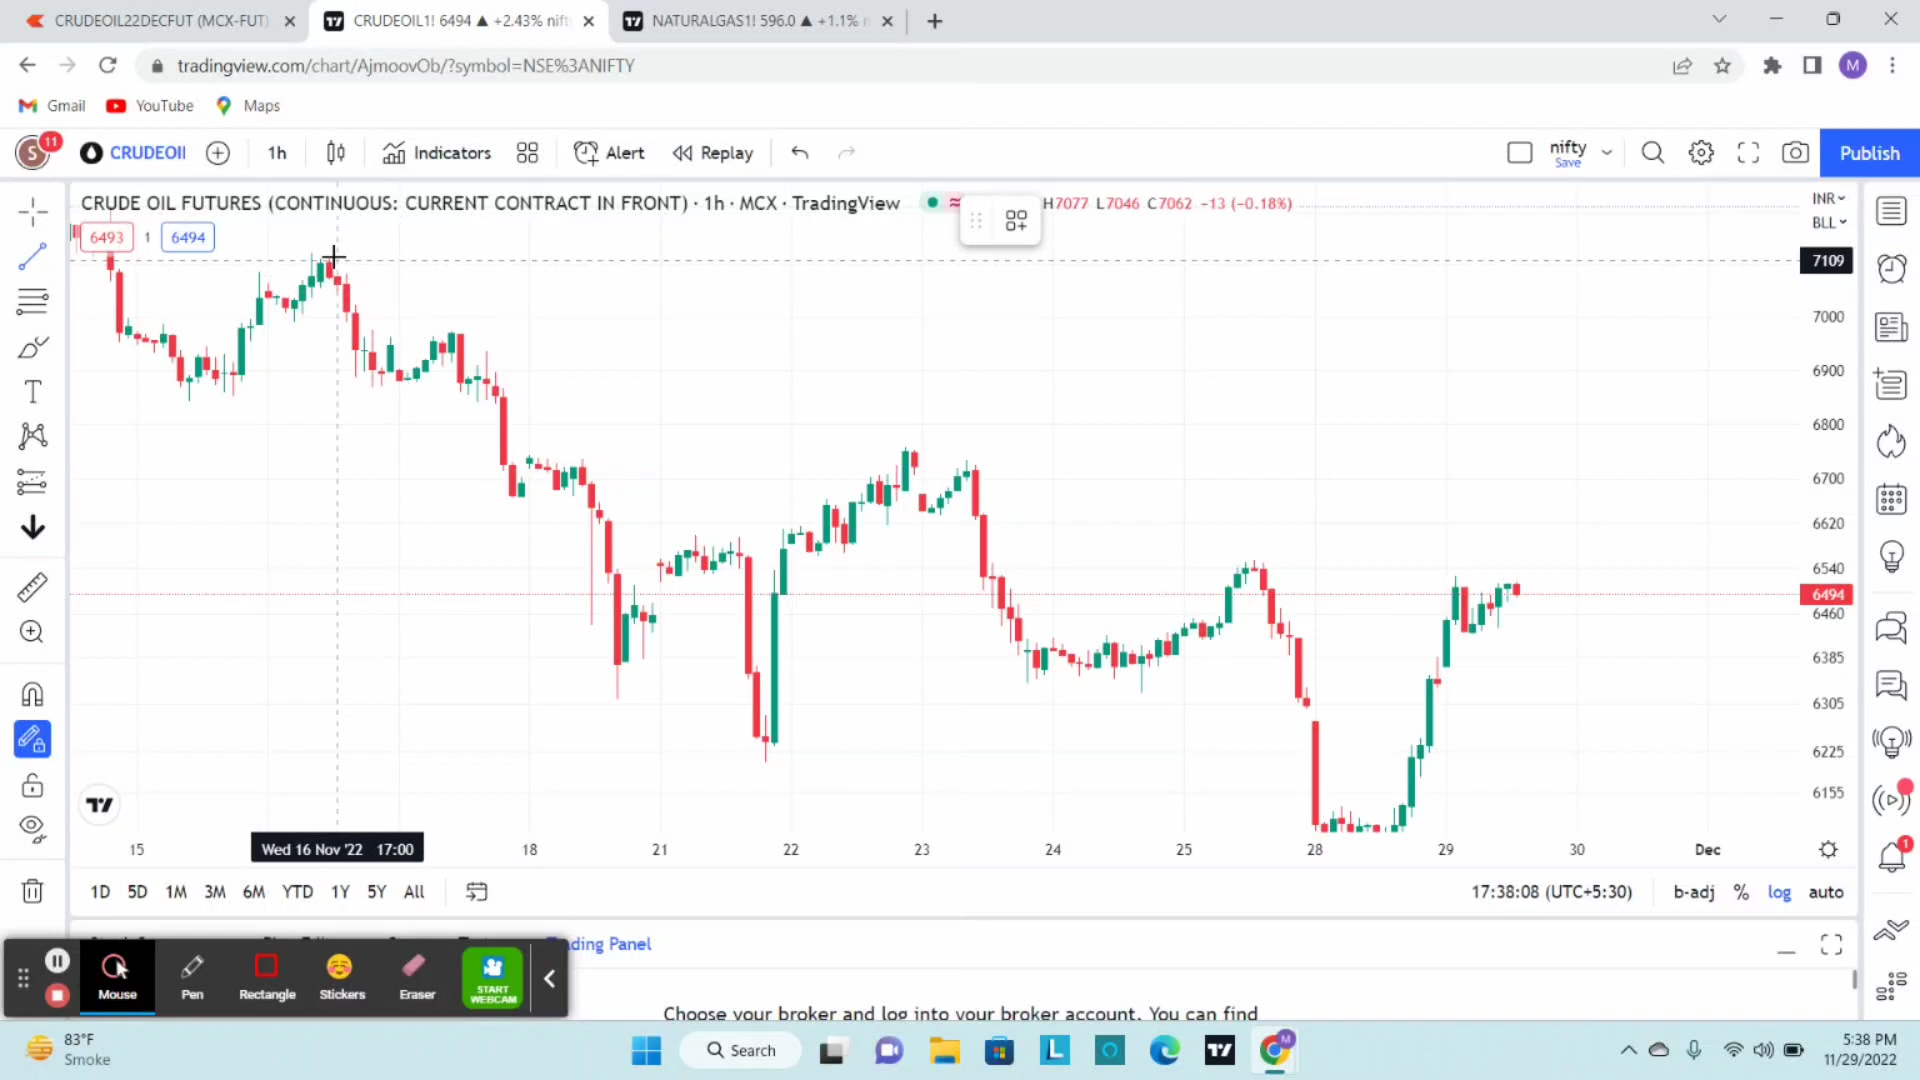 CRUDEOIL22DECFUT (MCX-FUT)
CRUDEOIL1! 6494 ▲ +2.43% nift
NATURALGAS1! 596.0 ▲ +1.1% n
tradingview.com/chart/AjmoovOb/?symbol=NSE%3ANIFTY
M
Gmail YouTube Maps
S 11 CRUDEOII 1h Indicators Alert Replay nifty Save Publish
CRUDE OIL FUTURES (CONTINUOUS: CURRENT CONTRACT IN FRONT) · 1h · MCX · TradingView H7077 L7046 C7062 −13 (−0.18%)
6493 1 6494
INR
BLL
7109
7000
6900
6800
6700
6620
6540
6494
6460
6385
6305
6225
6155
15 Wed 16 Nov '22 17:00 18 21 22 23 24 25 28 29 30 Dec
1D 5D 1M 3M 6M YTD 1Y 5Y All 17:38:08 (UTC+5:30) b-adj % log auto
1
ding Panel
Mouse Pen Rectangle Stickers Eraser START WEBCAM
Choose your broker and log into your broker account. You can find
83°F
Smoke
Search
L
M
5:38 PM
11/29/2022